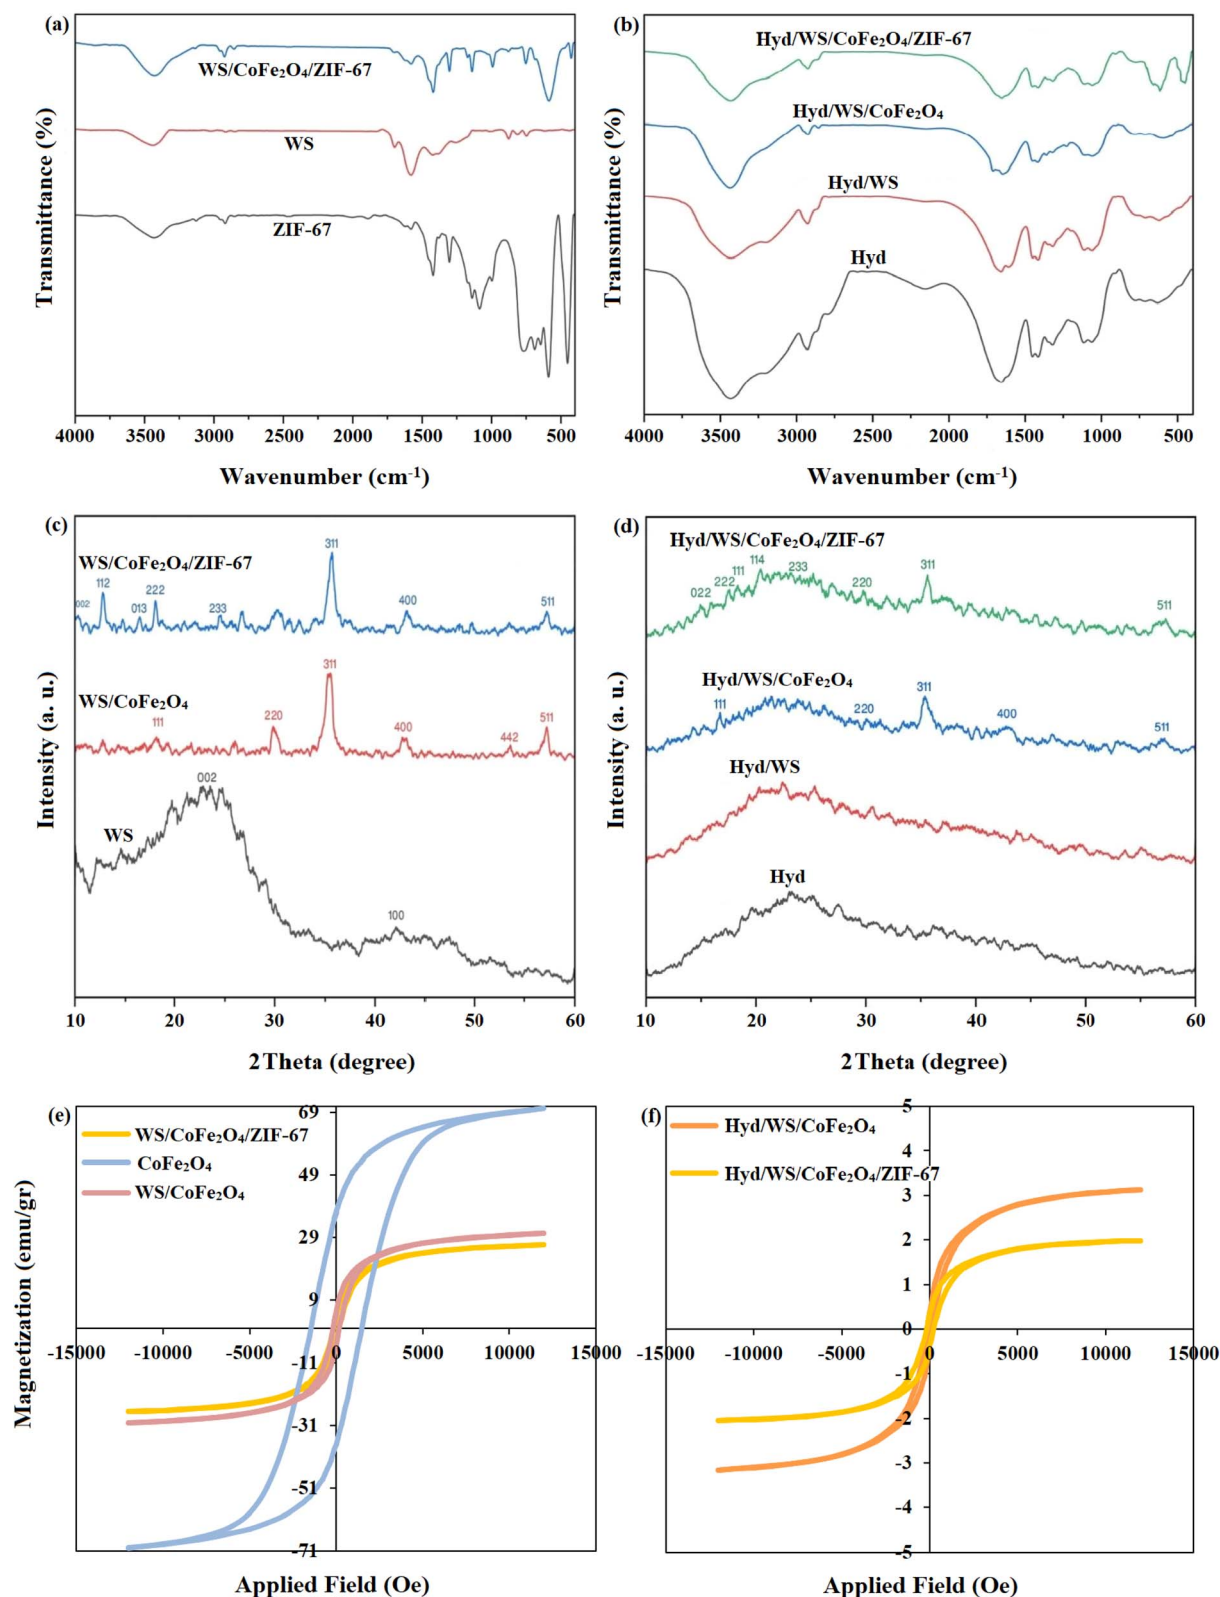 (a)
WS/CoFe₂O₄/ZIF-67
WS
ZIF-67
Transmittance (%)
4000 3500 3000 2500 2000 1500 1000 500
Wavenumber (cm⁻¹)
(b)
Hyd/WS/CoFe₂O₄/ZIF-67
Hyd/WS/CoFe₂O₄
Hyd/WS
Hyd
Transmittance (%)
4000 3500 3000 2500 2000 1500 1000 500
Wavenumber (cm⁻¹)
(c)
WS/CoFe₂O₄/ZIF-67
311
002 112 013 222 233 400 511
WS/CoFe₂O₄
311
111 220 400 442 511
002
WS
100
Intensity (a. u.)
10 20 30 40 50 60
2Theta (degree)
(d)
Hyd/WS/CoFe₂O₄/ZIF-67
022 222 111 114 233 220 311 511
Hyd/WS/CoFe₂O₄
111 220 311 400 511
Hyd/WS
Hyd
Intensity (a. u.)
10 20 30 40 50 60
2Theta (degree)
(e)
WS/CoFe₂O₄/ZIF-67
CoFe₂O₄
WS/CoFe₂O₄
Magnetization (emu/gr)
69
49
29
9
-11
-31
-51
-71
-15000 -10000 -5000 0 5000 10000 15000
Applied Field (Oe)
(f)
Hyd/WS/CoFe₂O₄
Hyd/WS/CoFe₂O₄/ZIF-67
5
4
3
2
1
0
-1
-2
-3
-4
-5
-15000 -10000 -5000 0 5000 10000 15000
Applied Field (Oe)